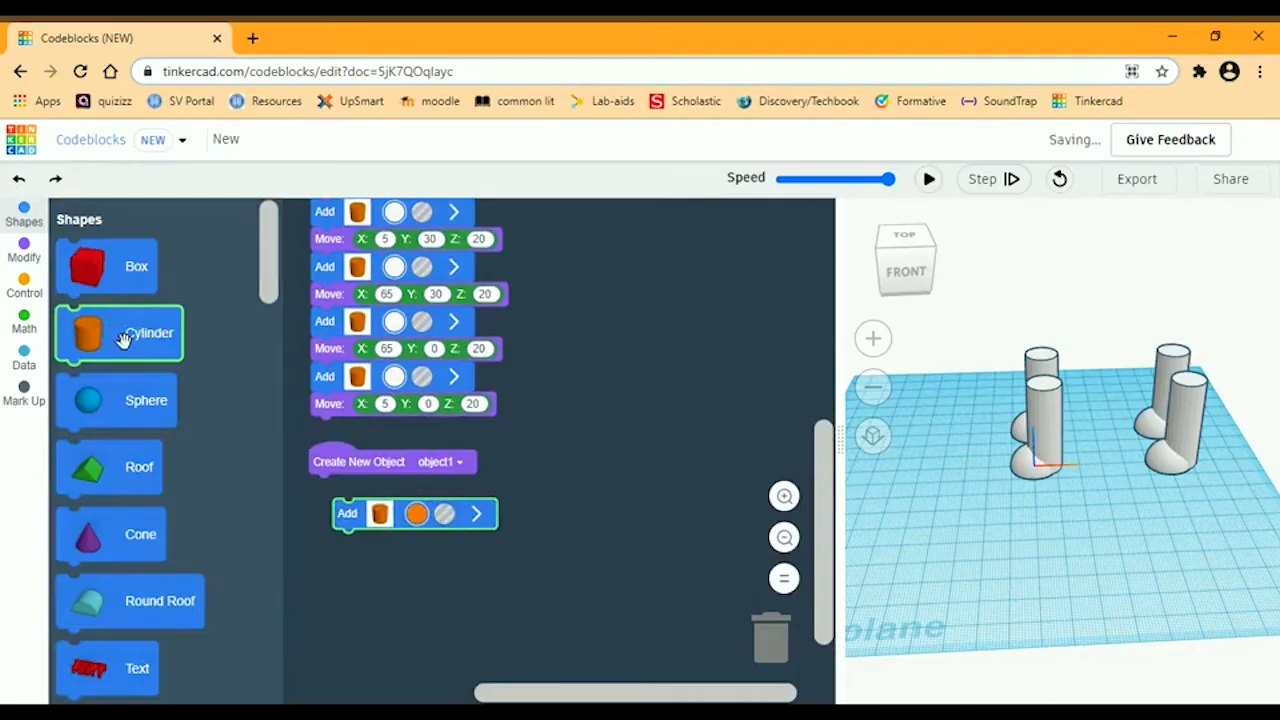 Codeblocks (NEW)
tinkercad.com/codeblocks/edit?doc=5jK7QOqlayc
Apps quizizz SV Portal Resources UpSmart moodle common lit Lab-aids Scholastic Discovery/Techbook Formative SoundTrap Tinkercad
TIN
KER
CAD
Codeblocks NEW New Saving... Give Feedback
Speed Step Export Share
Shapes
Modify
Control
Math
Data
Mark Up
Shapes
Box
Cylinder
Sphere
Roof
Cone
Round Roof
Text
Add
Move: X: 5 Y: 30 Z: 20
Add
Move: X: 65 Y: 30 Z: 20
Add
Move: X: 65 Y: 0 Z: 20
Add
Move: X: 5 Y: 0 Z: 20
Create New Object object1
Add
TOP
FRONT
plane